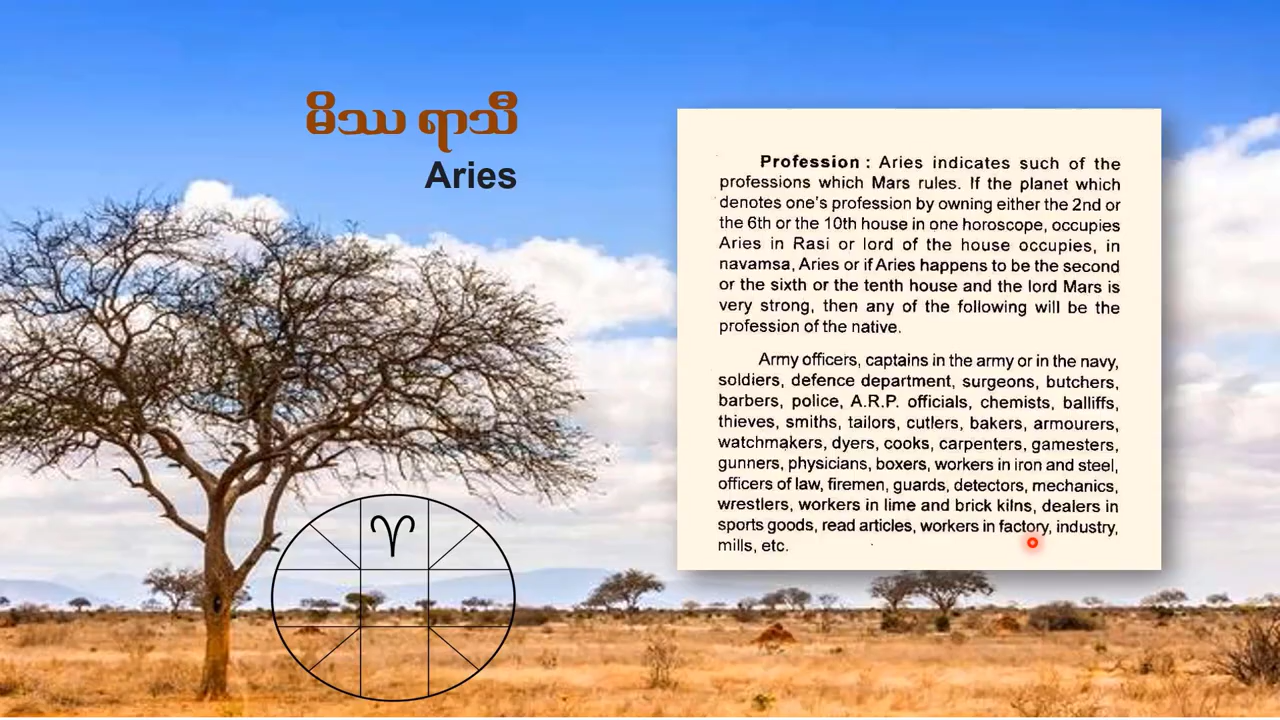 မိဿ ရာသီ
Aries
Profession : Aries indicates such of the
professions which Mars rules. If the planet which
denotes one's profession by owning either the 2nd or
the 6th or the 10th house in one horoscope, occupies
Aries in Rasi or lord of the house occupies, in
navamsa, Aries or if Aries happens to be the second
or the sixth or the tenth house and the lord Mars is
very strong, then any of the following will be the
profession of the native.
Army officers, captains in the army or in the navy,
soldiers, defence department, surgeons, butchers,
barbers, police, A.R.P. officials, chemists, balliffs,
thieves, smiths, tailors, cutlers, bakers, armourers,
watchmakers, dyers, cooks, carpenters, gamesters,
gunners, physicians, boxers, workers in iron and steel,
officers of law, firemen, guards, detectors, mechanics,
wrestlers, workers in lime and brick kilns, dealers in
sports goods, read articles, workers in factory, industry,
mills, etc.
♈